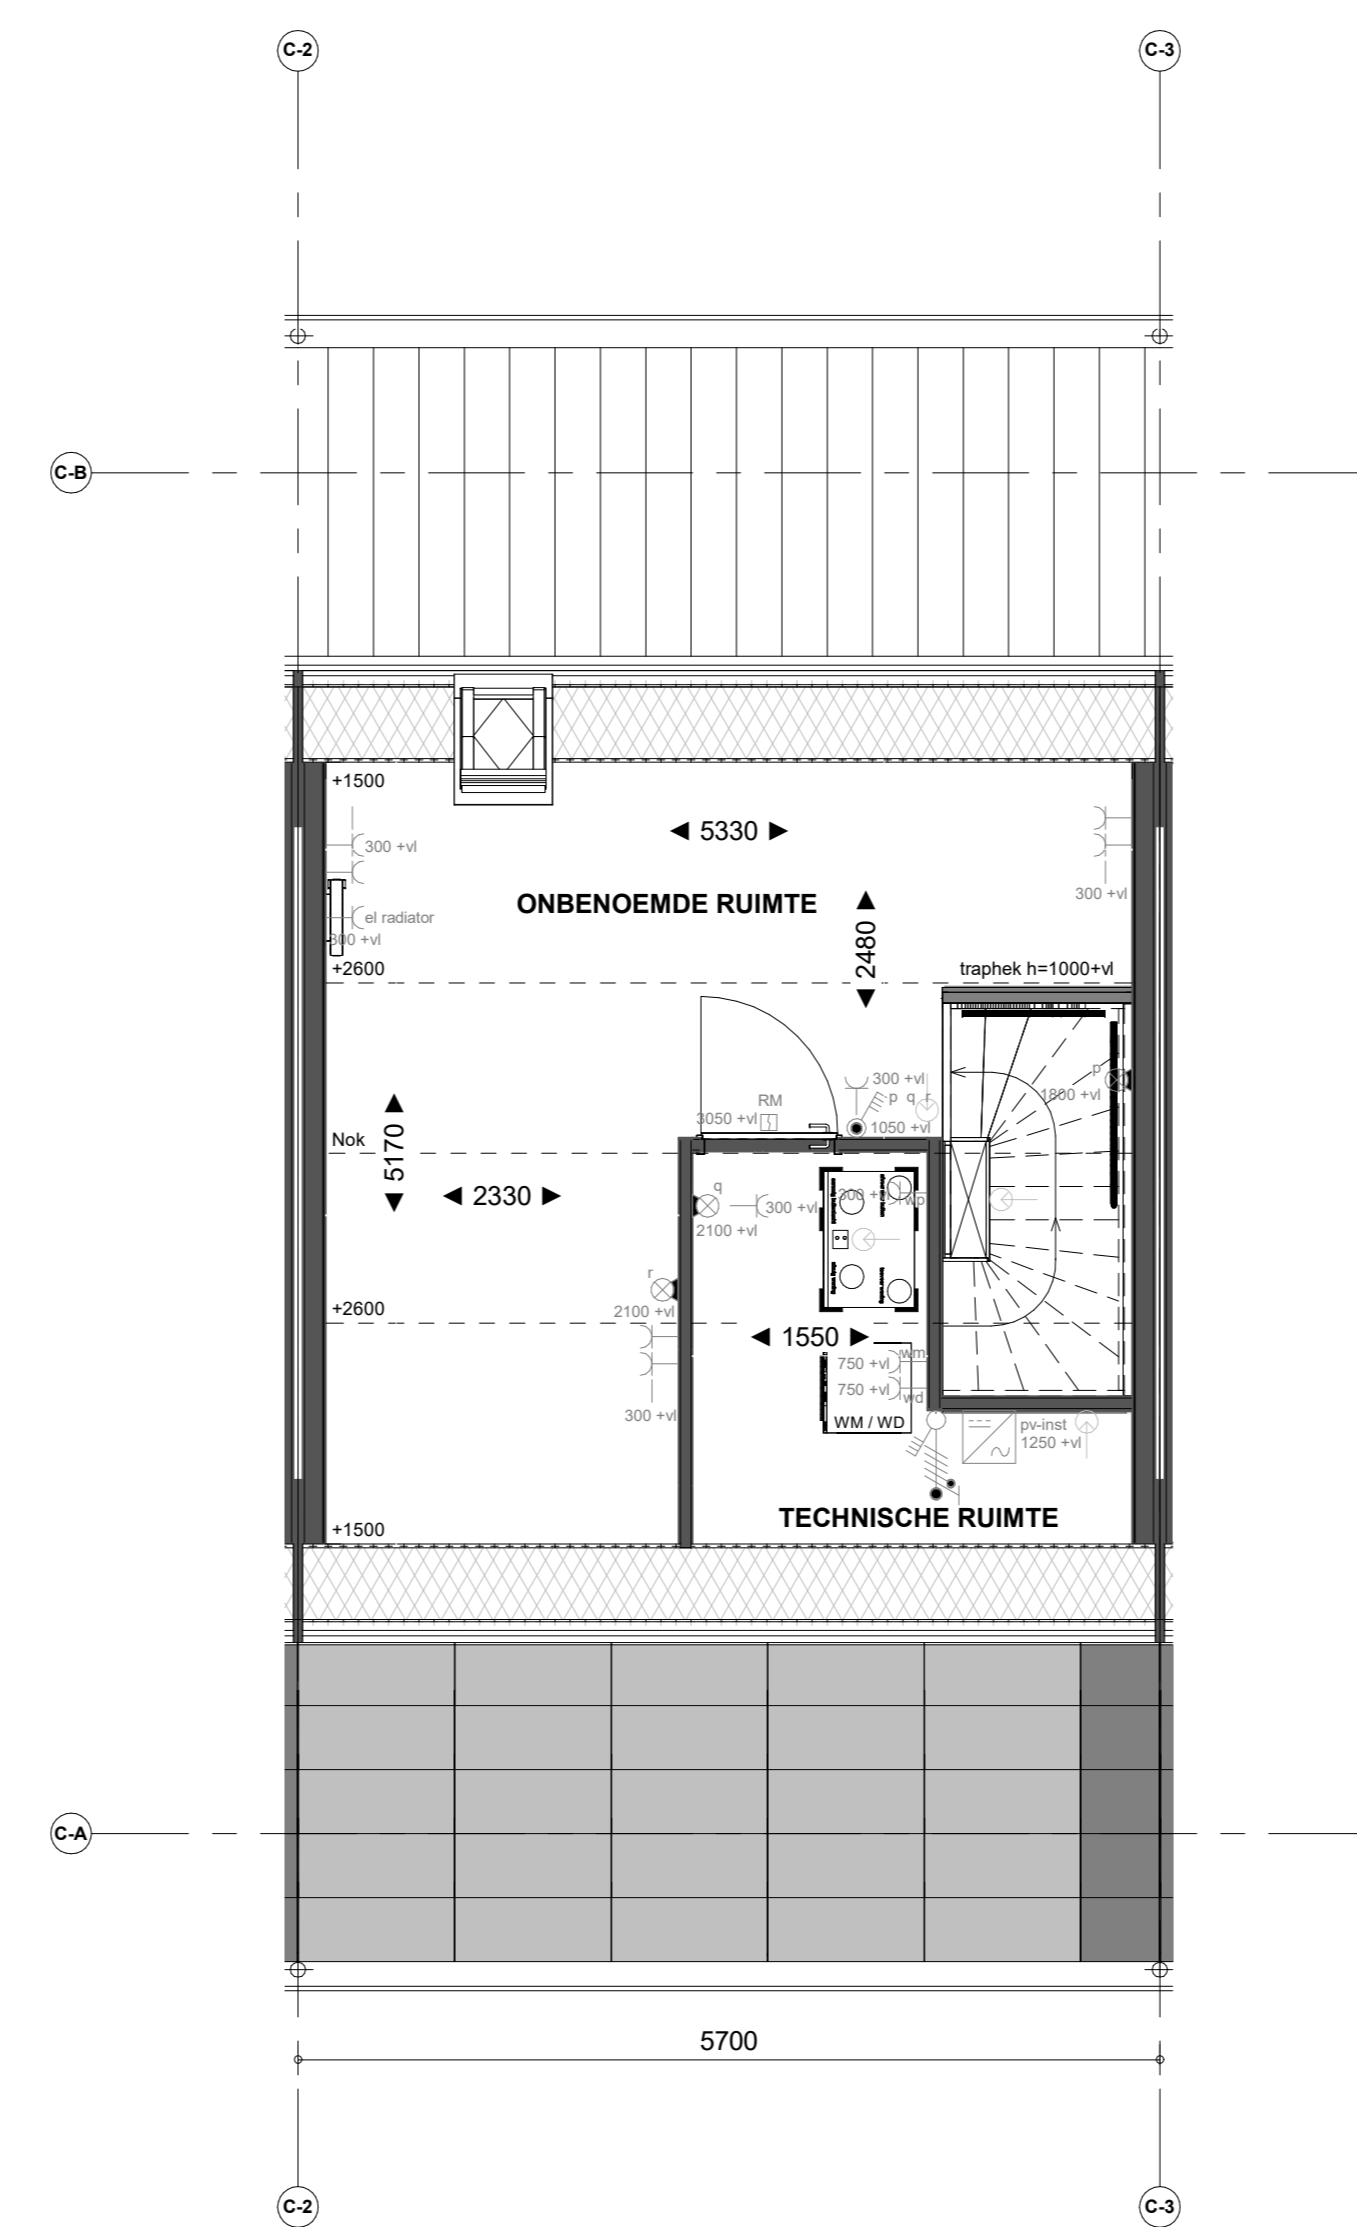 C-2
C-3
C-B
+1500
5330
300 +vl
300 +vl
ONBENOEMDE RUIMTE
el radiator
300 +vl
2480
+2600
traphek h=1000+vl
300 +vl
p
RM
p q r
1800 +vl
3050 +vl
1050 +vl
Nok
5170
2330
q
300 +vl
300 +vl
wp
2100 +vl
r
2100 +vl
+2600
1550
wm
750 +vl
750 +vl
wd
300 +vl
WM / WD
pv-inst
1250 +vl
TECHNISCHE RUIMTE
+1500
C-A
5700
C-2
C-3